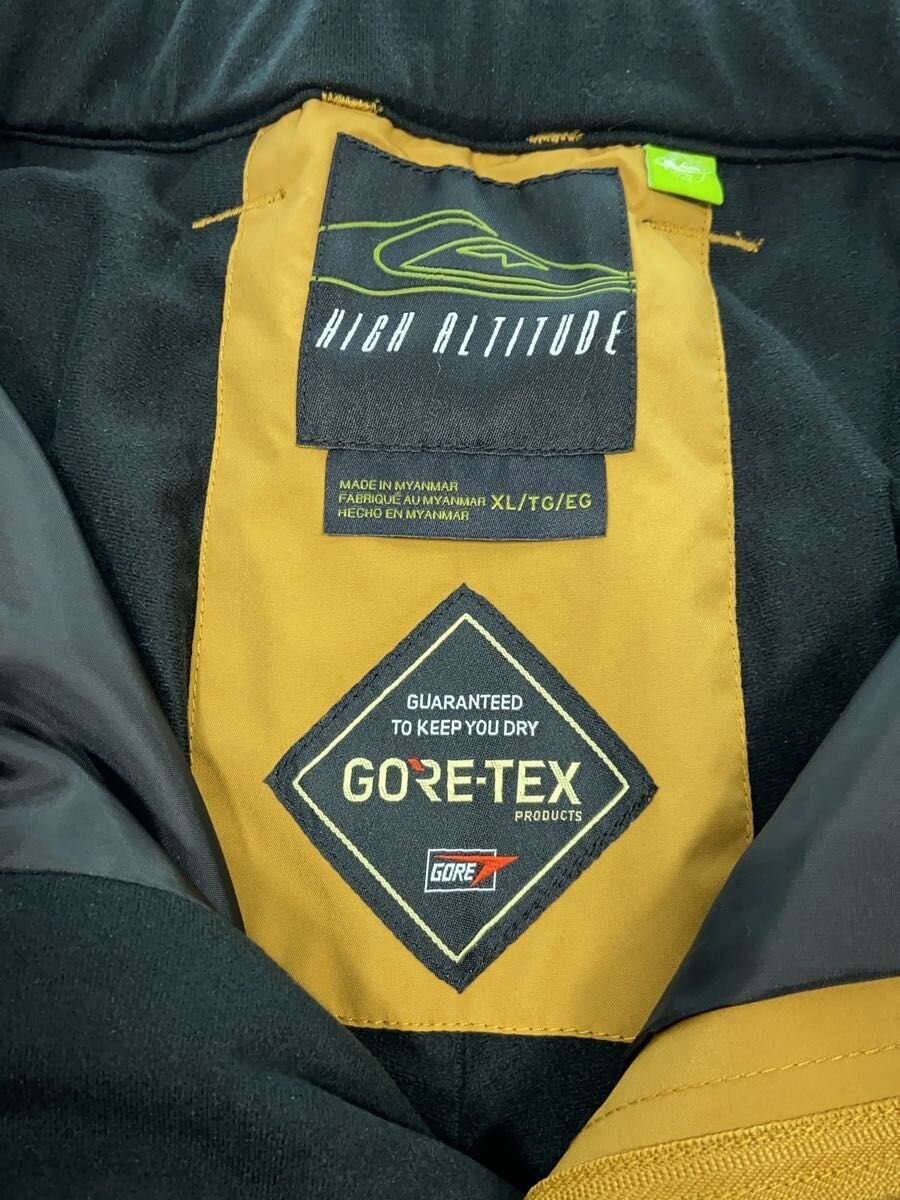 HIGH ALTITUDE
MADE IN MYANMAR
FABRIQUÉ AU MYANMAR XL/TG/EG
HECHO EN MYANMAR
GUARANTEED
TO KEEP YOU DRY
GORE-TEX
PRODUCTS
GORE